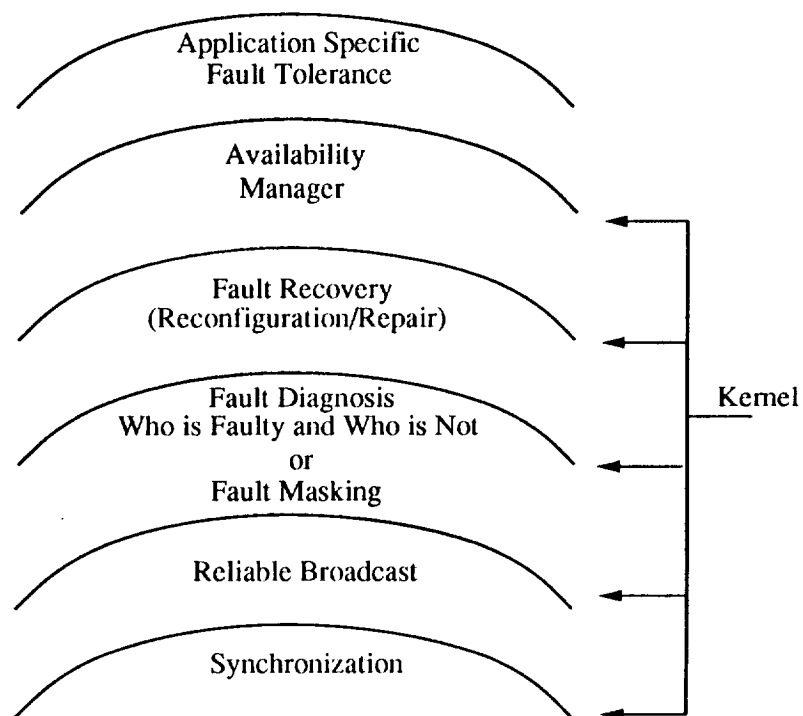 Application Specific
Fault Tolerance
Availability
Manager
Fault Recovery
(Reconfiguration/Repair)
Fault Diagnosis
Who is Faulty and Who is Not
or
Fault Masking
Kernel
Reliable Broadcast
Synchronization